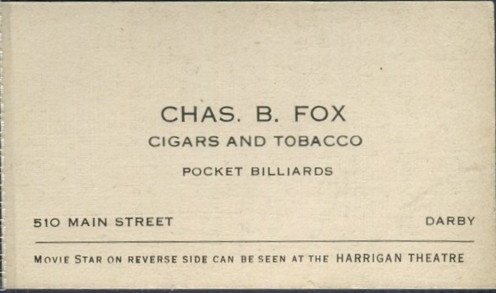 CHAS. B. FOX
CIGARS AND TOBACCO
POCKET BILLIARDS
510 MAIN STREET DARBY
MOVIE STAR ON REVERSE SIDE CAN BE SEEN AT THE HARRIGAN THEATRE